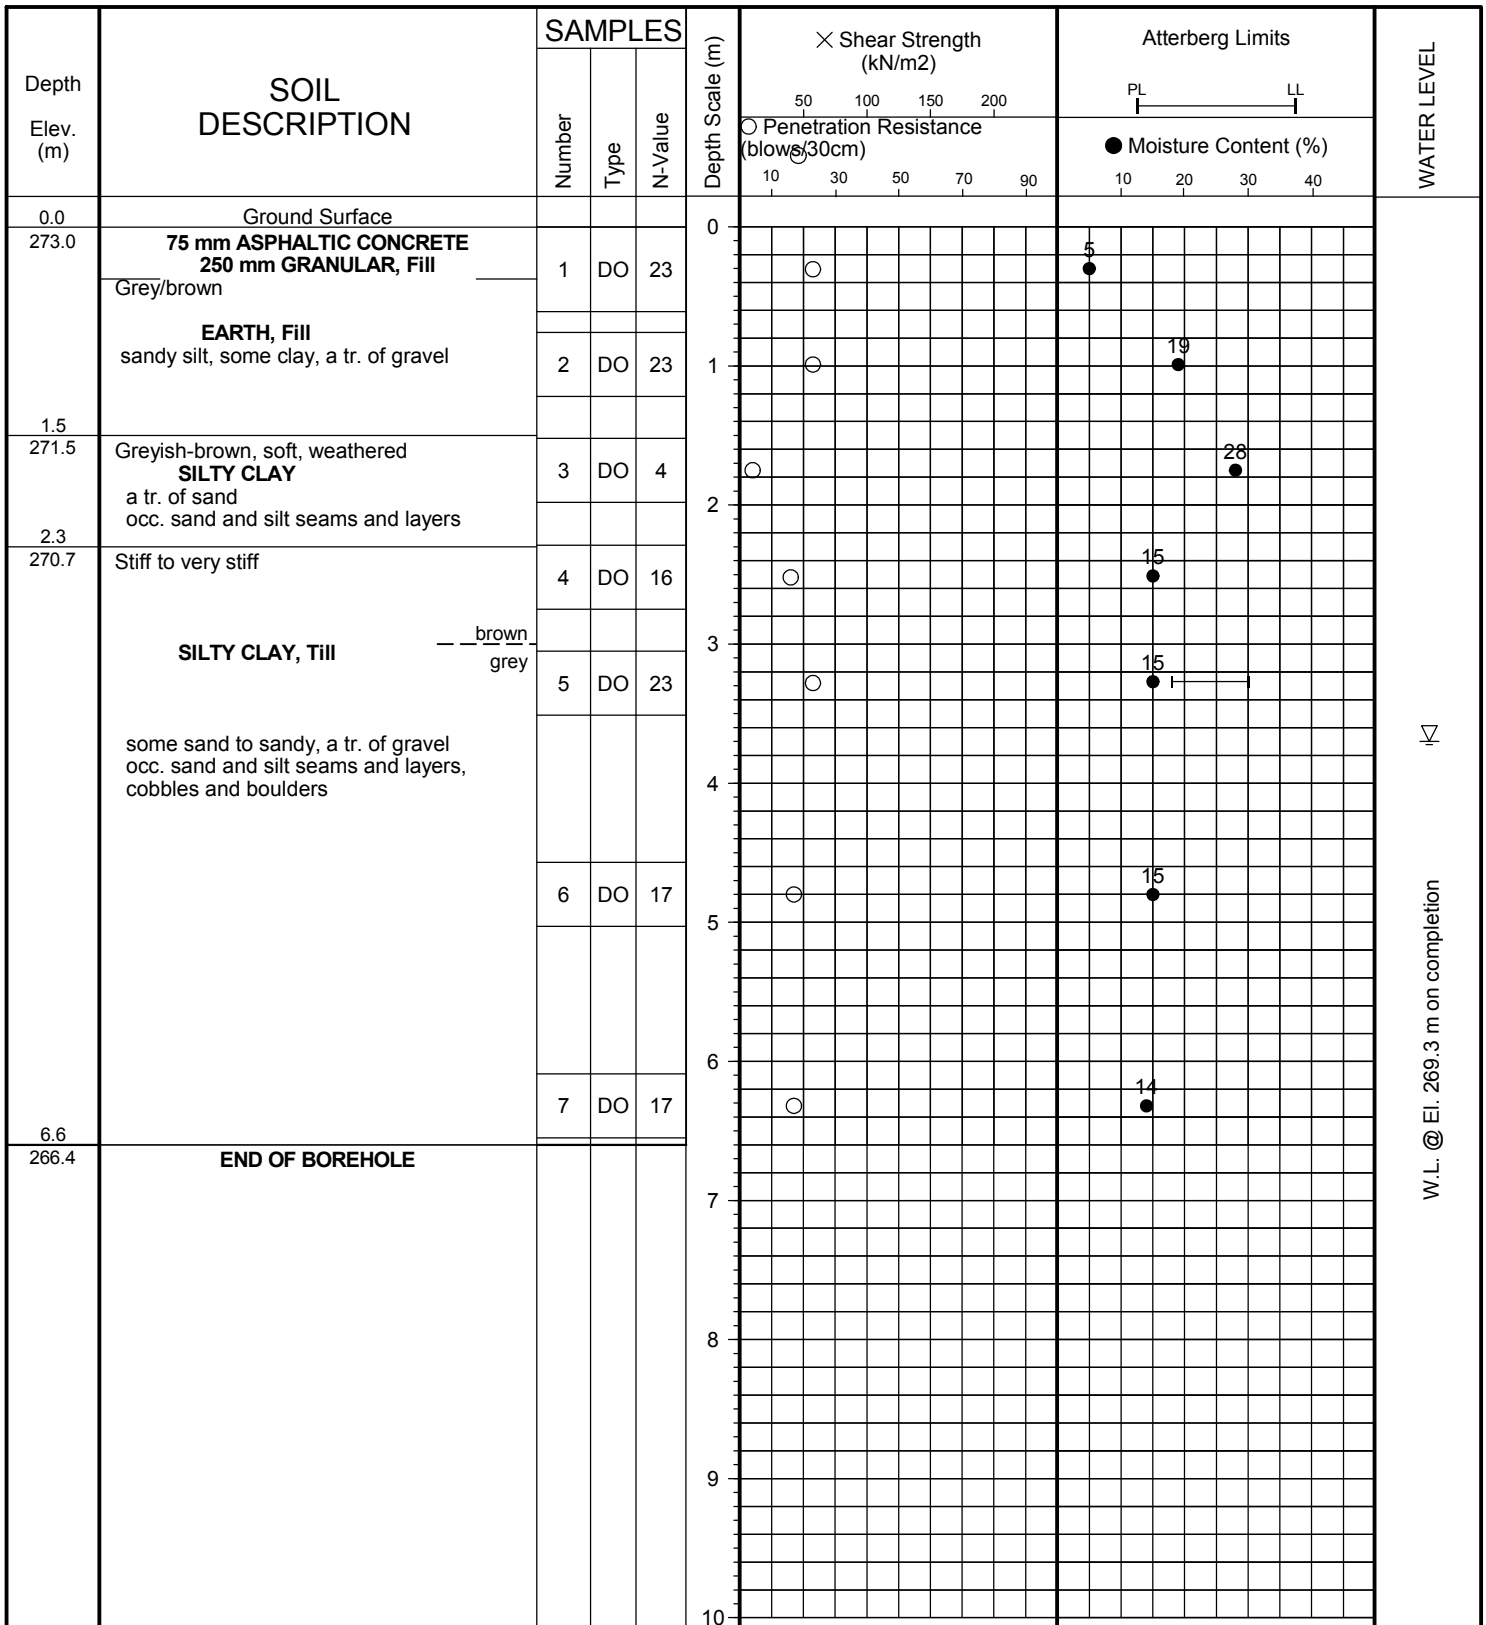 Depth
Elev.
(m)
SOIL
DESCRIPTION
SAMPLES
Number
Type
N-Value
Depth Scale (m)
× Shear Strength
(kN/m2)
50 100 150 200
○ Penetration Resistance
(blows/30cm)
10 30 50 70 90
Atterberg Limits
PL LL
● Moisture Content (%)
10 20 30 40
WATER LEVEL
0.0 Ground Surface
273.0 75 mm ASPHALTIC CONCRETE
250 mm GRANULAR, Fill
Grey/brown
1 DO 23
0
5
EARTH, Fill
sandy silt, some clay, a tr. of gravel
2 DO 23
1
19
1.5
271.5 Greyish-brown, soft, weathered
SILTY CLAY
a tr. of sand
occ. sand and silt seams and layers
3 DO 4
28
2
2.3
270.7 Stiff to very stiff
4 DO 16
15
brown
SILTY CLAY, Till
grey
3
5 DO 23
15
some sand to sandy, a tr. of gravel
occ. sand and silt seams and layers,
cobbles and boulders
4
6 DO 17
15
5
6
7 DO 17
14
6.6
266.4 END OF BOREHOLE
7
8
9
10
W.L. @ El. 269.3 m on completion